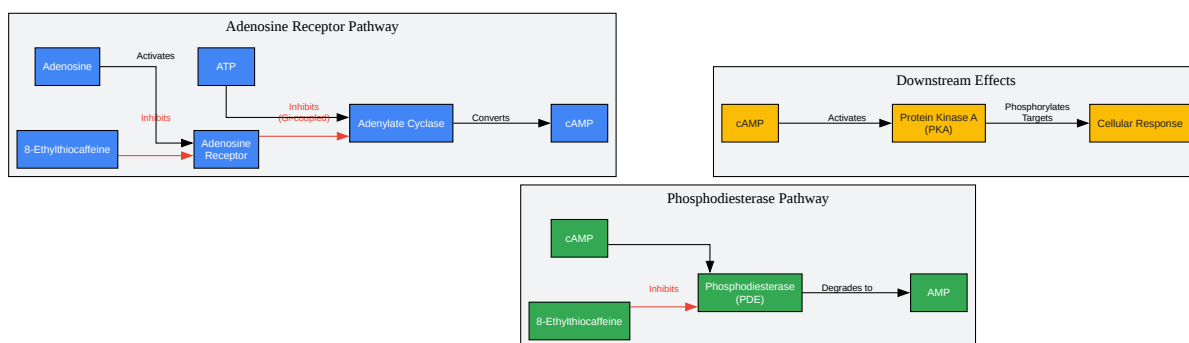 Adenosine Receptor Pathway
Adenosine
Activates
ATP
Inhibits
Inhibits
(Gi-coupled)
Adenylate Cyclase
Converts
cAMP
8-Ethylthiocaffeine
Adenosine
Receptor
Downstream Effects
cAMP
Activates
Protein Kinase A
(PKA)
Phosphorylates
Targets
Cellular Response
Phosphodiesterase Pathway
cAMP
Inhibits
Phosphodiesterase
(PDE)
Degrades to
AMP
8-Ethylthiocaffeine